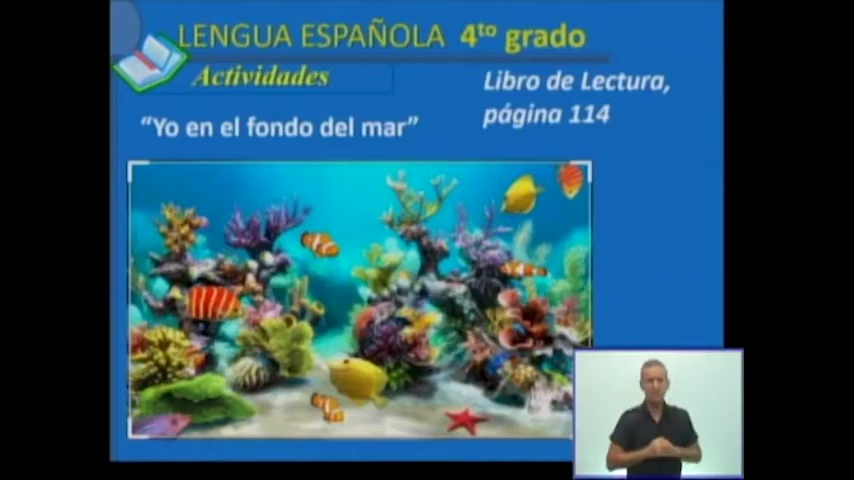 LENGUA ESPAÑOLA 4to grado
Actividades
Libro de Lectura,
página 114
“Yo en el fondo del mar”